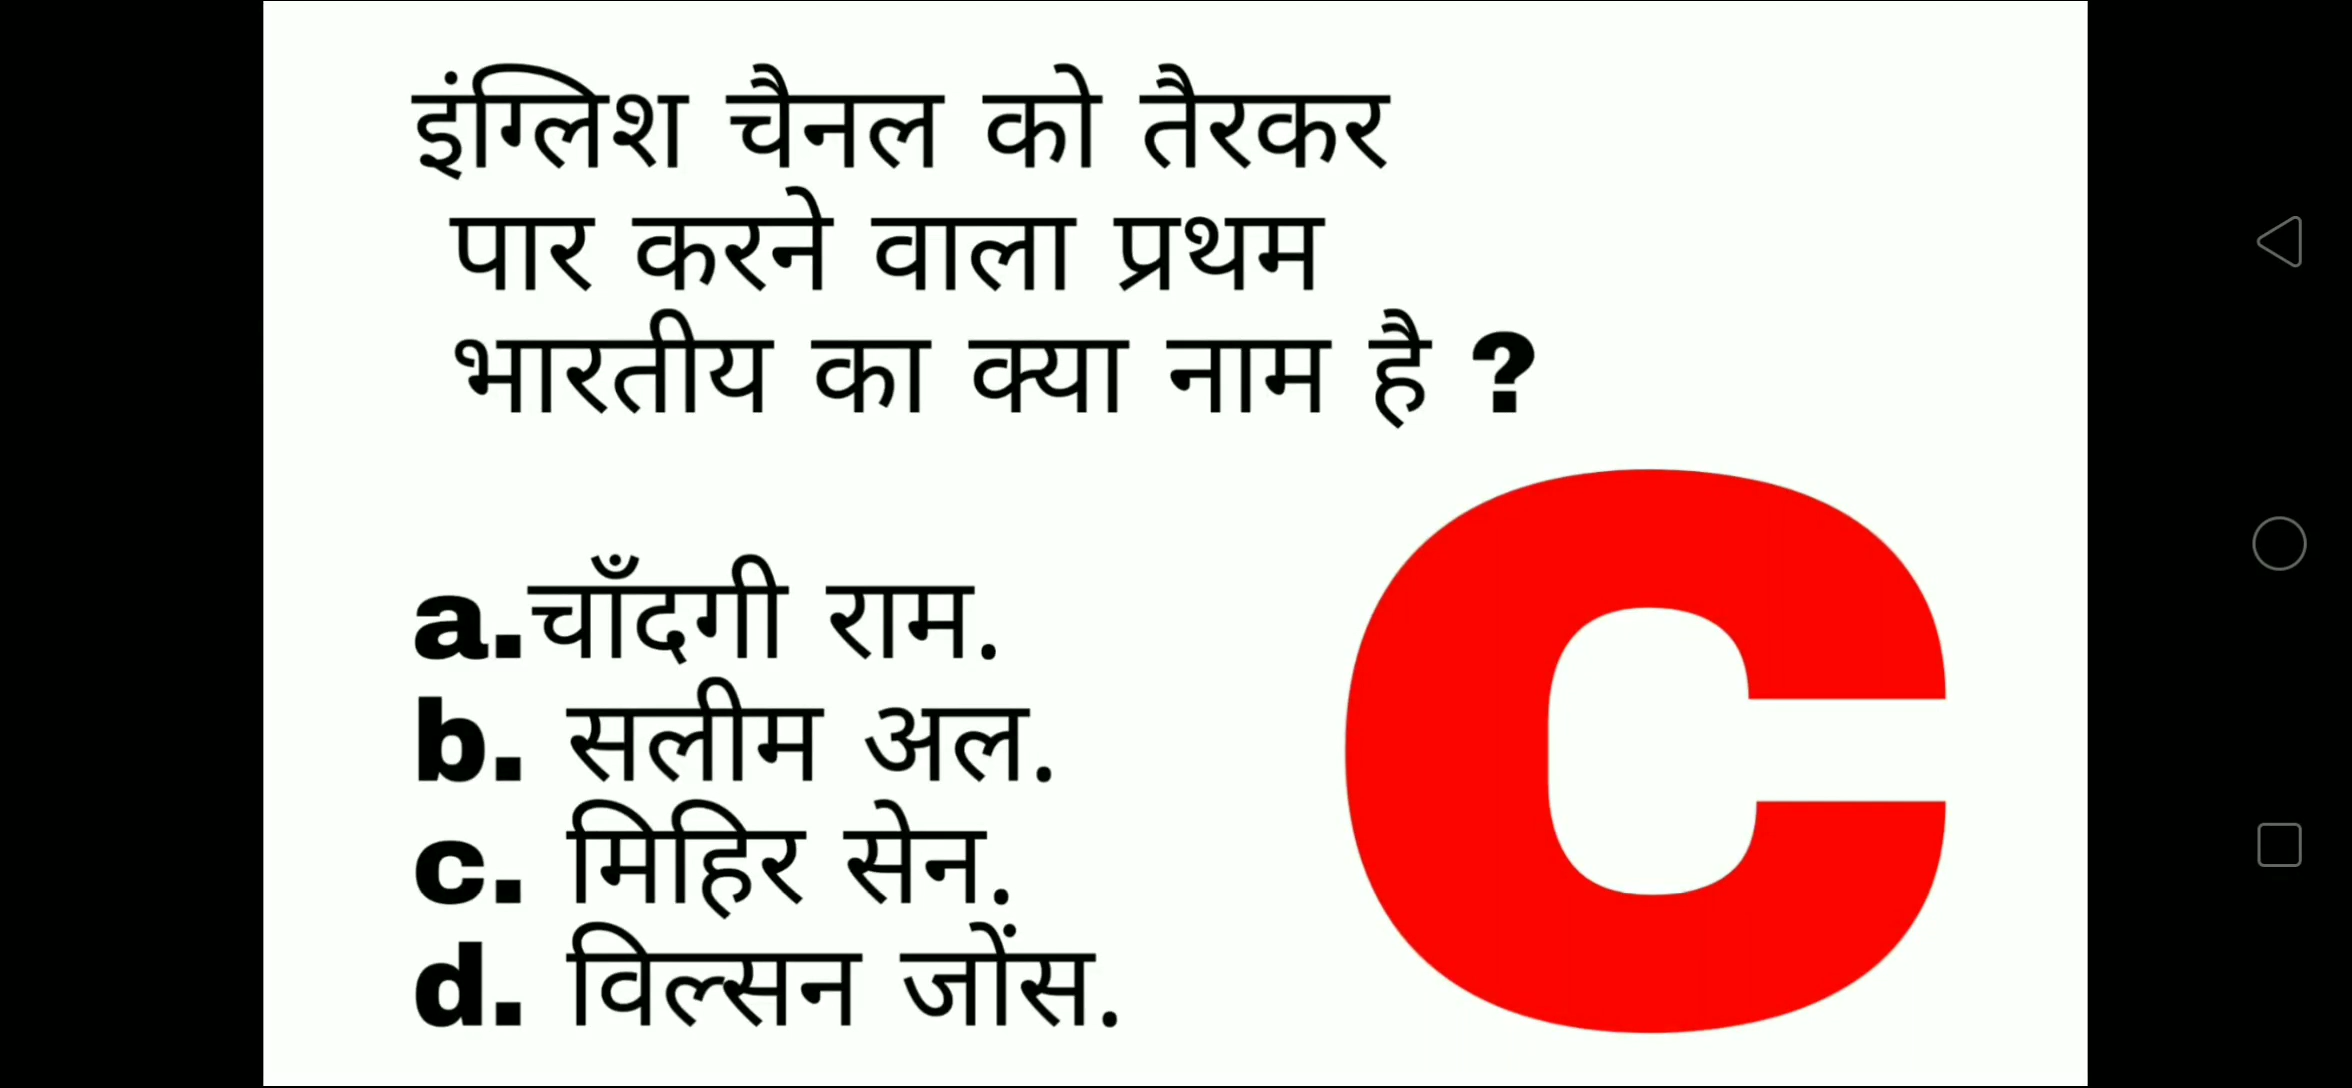 इंग्लिश चैनल को तैरकर
पार करने वाला प्रथम
भारतीय का क्या नाम है ?
a.चाँदगी राम.
b. सलीम अल.
c. मिहिर सेन.
d. विल्सन जोंस.
C